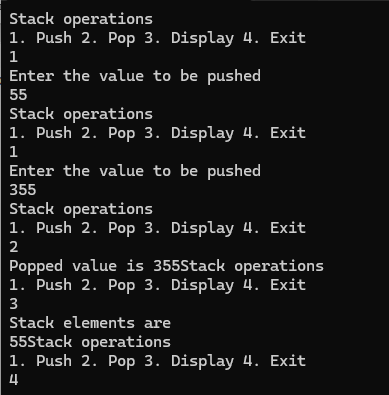 Stack operations
1. Push 2. Pop 3. Display 4. Exit
1
Enter the value to be pushed
55
Stack operations
1. Push 2. Pop 3. Display 4. Exit
1
Enter the value to be pushed
355
Stack operations
1. Push 2. Pop 3. Display 4. Exit
2
Popped value is 355Stack operations
1. Push 2. Pop 3. Display 4. Exit
3
Stack elements are
55Stack operations
1. Push 2. Pop 3. Display 4. Exit
4